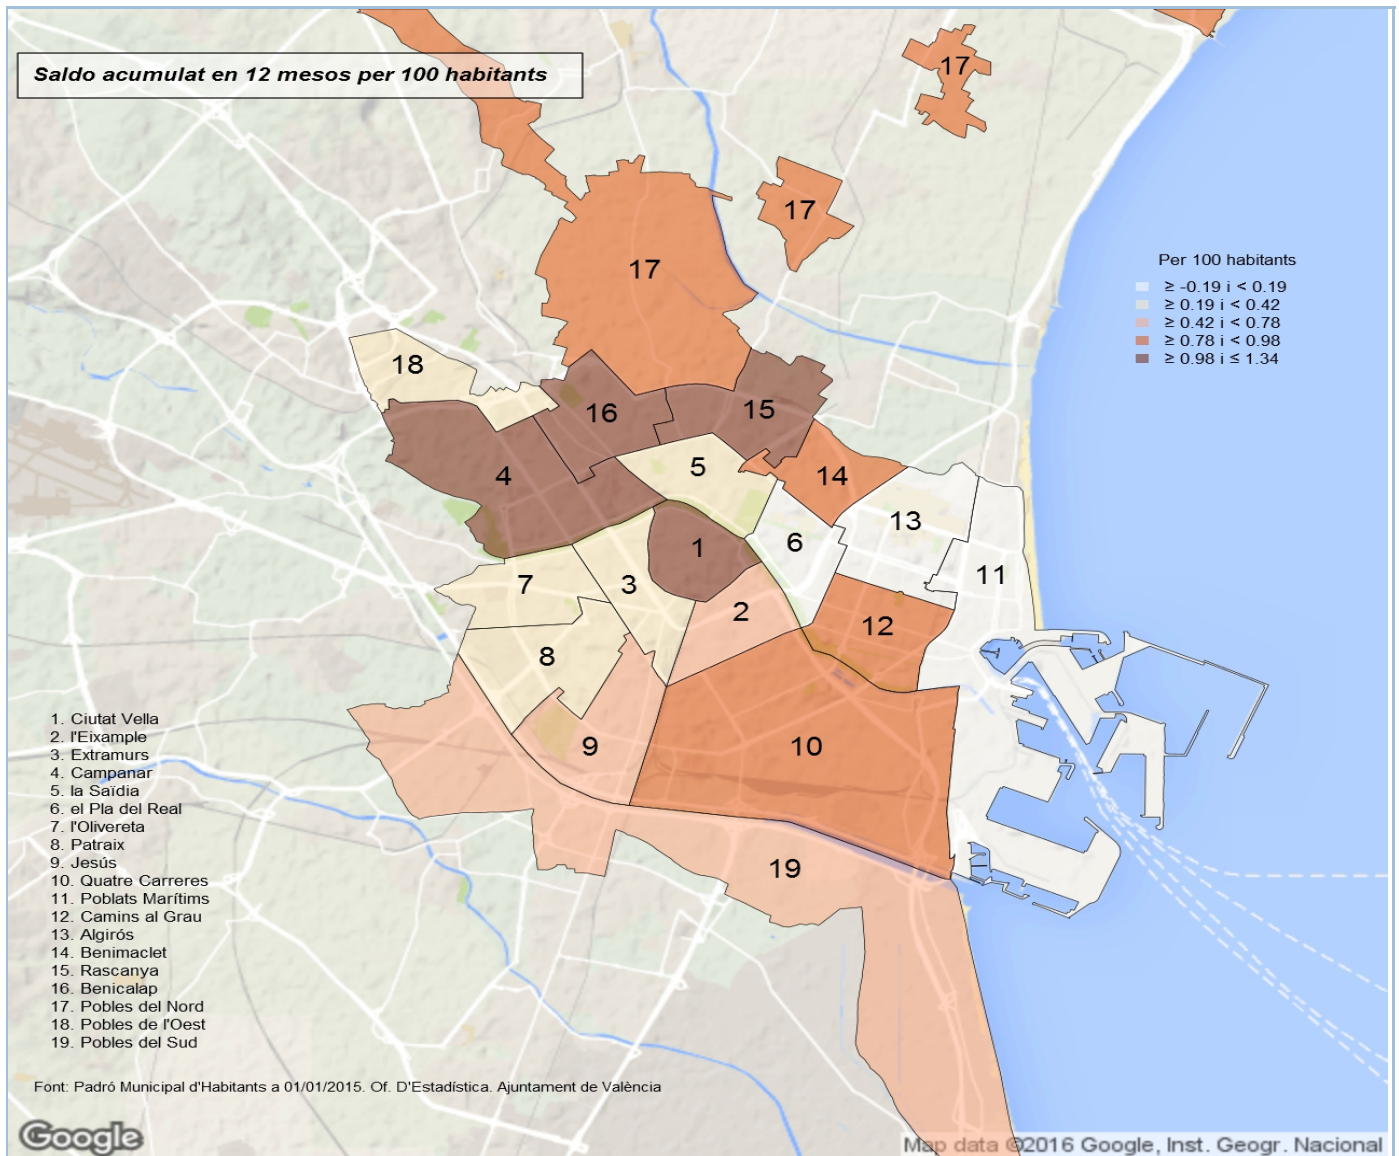 Saldo acumulat en 12 mesos per 100 habitants
17
17
17
Per 100 habitants
≥ -0.19 i < 0.19
≥ 0.19 i < 0.42
≥ 0.42 i < 0.78
≥ 0.78 i < 0.98
≥ 0.98 i ≤ 1.34
18
16
15
4
5
14
13
6
1
11
7
3
2
12
8
9
10
19
1. Ciutat Vella
2. l'Eixample
3. Extramurs
4. Campanar
5. la Saïdia
6. el Pla del Real
7. l'Olivereta
8. Patraix
9. Jesús
10. Quatre Carreres
11. Poblats Marítims
12. Camins al Grau
13. Algirós
14. Benimaclet
15. Rascanya
16. Benicalap
17. Pobles del Nord
18. Pobles de l'Oest
19. Pobles del Sud
Font: Padró Municipal d'Habitants a 01/01/2015. Of. D'Estadística. Ajuntament de València
Google
Map data ©2016 Google, Inst. Geogr. Nacional